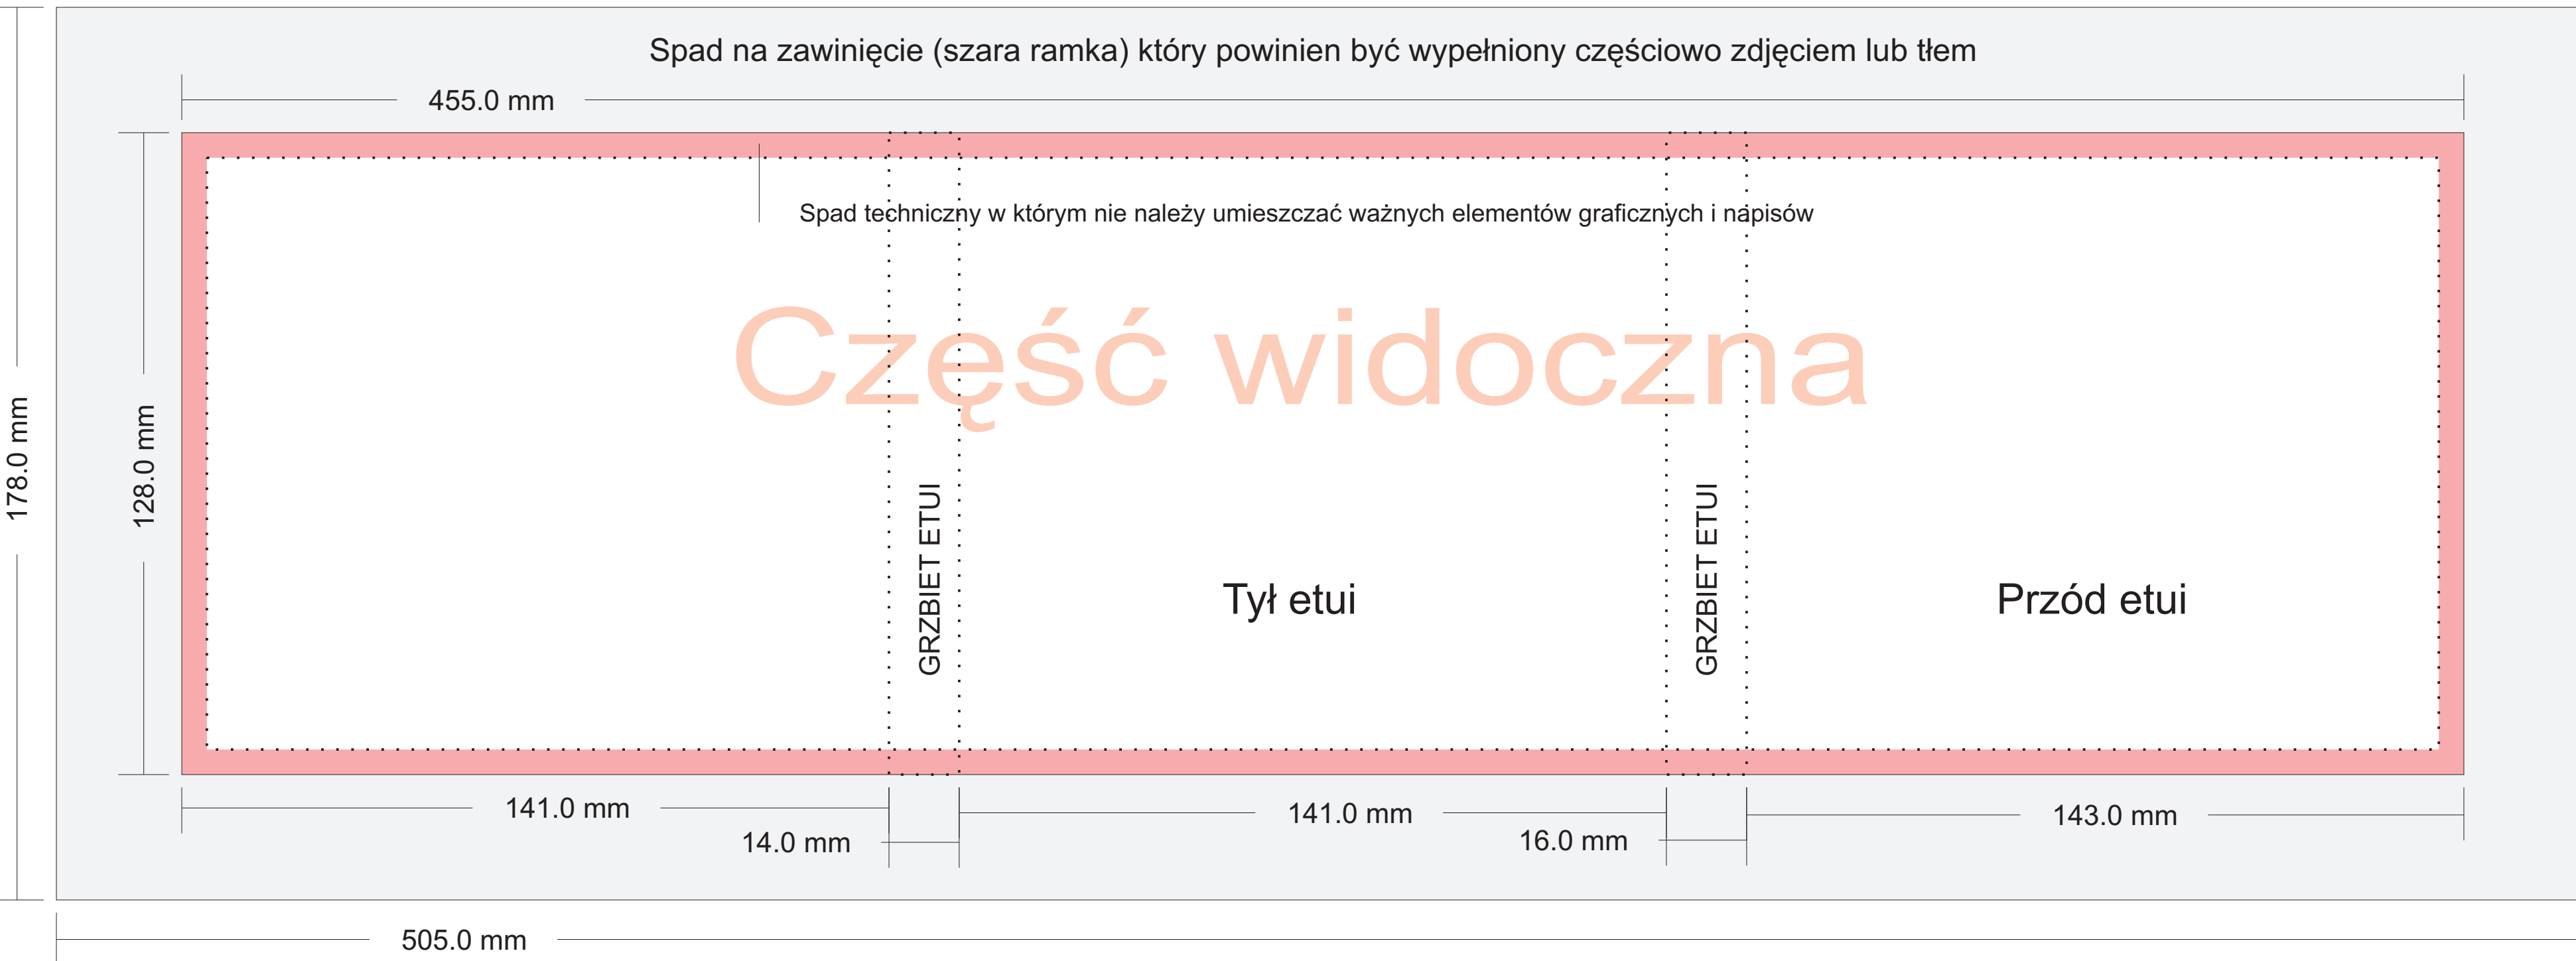 Spad na zawinięcie (szara ramka) który powinien być wypełniony częściowo zdjęciem lub tłem
455.0 mm
Spad techniczny w którym nie należy umieszczać ważnych elementów graficznych i napisów
Część widoczna
178.0 mm
128.0 mm
GRZBIET ETUI
Tył etui
GRZBIET ETUI
Przód etui
141.0 mm
14.0 mm
141.0 mm
16.0 mm
143.0 mm
505.0 mm